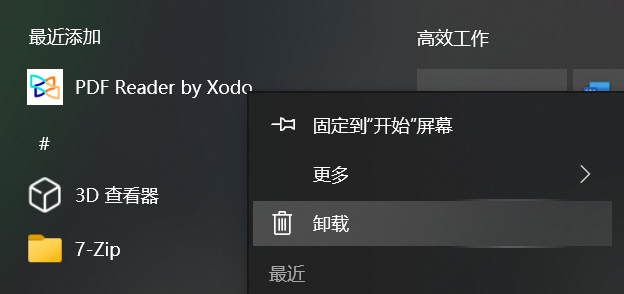 最近添加
高效工作
PDF Reader by Xodo
#
固定到“开始”屏幕
更多
3D 查看器
卸载
7-Zip
最近